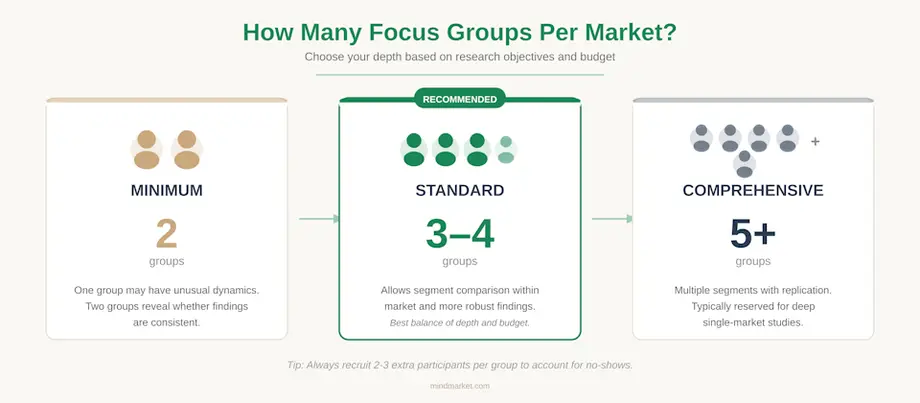 How Many Focus Groups Per Market?
Choose your depth based on research objectives and budget
MINIMUM
2
groups
One group may have unusual dynamics.
Two groups reveal whether findings
are consistent.
RECOMMENDED
STANDARD
3–4
groups
Allows segment comparison within
market and more robust findings.
Best balance of depth and budget.
+
COMPREHENSIVE
5+
groups
Multiple segments with replication.
Typically reserved for deep
single-market studies.
Tip: Always recruit 2-3 extra participants per group to account for no-shows.
mindmarket.com